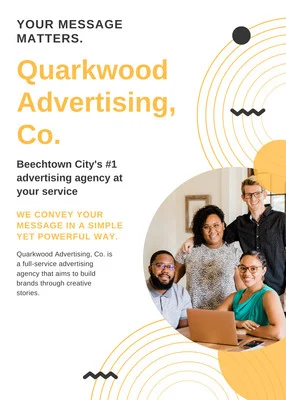 YOUR MESSAGE
MATTERS.
Quarkwood
Advertising,
Co.
Beechtown City's #1
advertising agency at
your service
WE CONVEY YOUR
MESSAGE IN A SIMPLE
YET POWERFUL WAY.
Quarkwood Advertising, Co. is
a full-service advertising
agency that aims to build
brands through creative
stories.